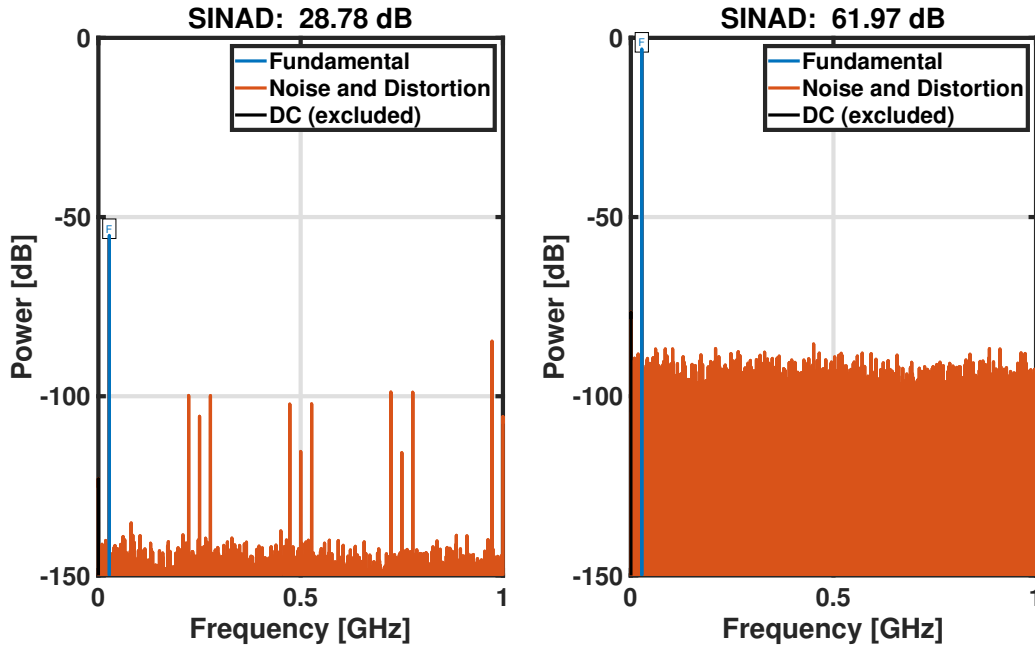 SINAD: 28.78 dB
0
-50
-100
-150
Power [dB]
F
Fundamental
Noise and Distortion
DC (excluded)
0
0.5
1
Frequency [GHz]
SINAD: 61.97 dB
0
-50
-100
-150
Power [dB]
F
Fundamental
Noise and Distortion
DC (excluded)
0
0.5
1
Frequency [GHz]